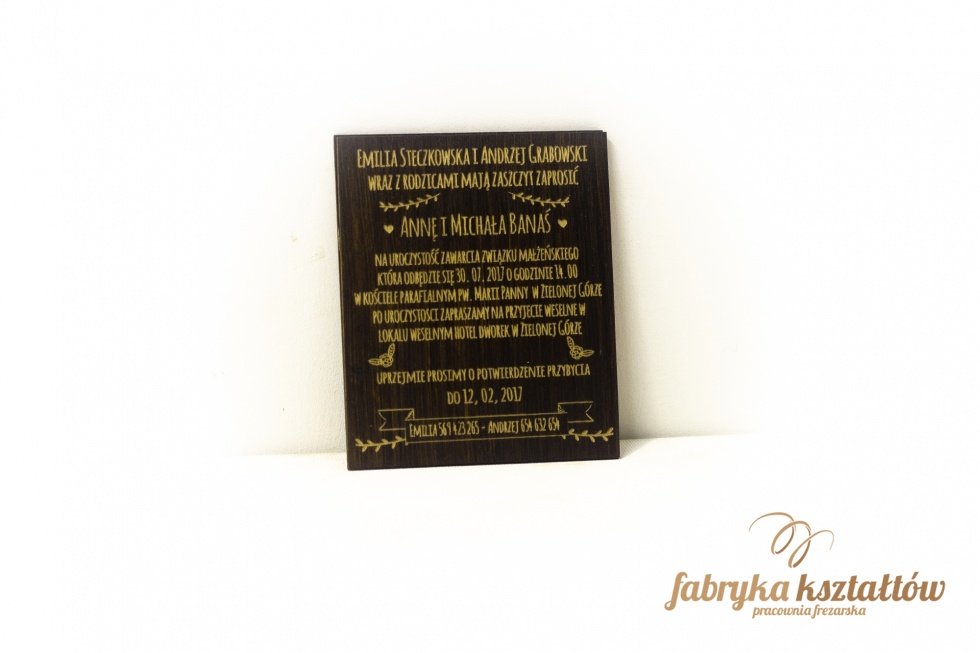 Emilia Steczkowska i Andrzej Grabowski
wraz z rodzicami mają zaszczyt zaprosić
Annę i Michała Banaś
na uroczystość zawarcia związku małżeńskiego
która odbędzie się 30. 07. 2017 o godzinie 14.00
w kościele parafialnym pw. Marii Panny w Zielonej Górze
po uroczystosci zapraszamy na przyjecie weselne w
lokalu weselnym hotel dworek w Zielonej Górze
uprzejmie prosimy o potwierdzenie przybycia
do 12, 02, 2017
Emilia 569 423 265 - Andrzej 654 632 654
fabryka kształtów
pracownia frezarska